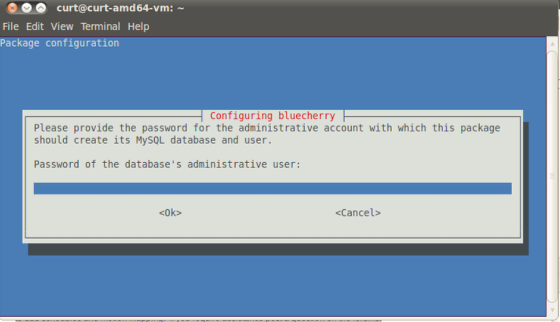 curt@curt-amd64-vm: ~
File Edit View Terminal Help
Package configuration
Configuring bluecherry
Please provide the password for the administrative account with which this package
should create its MySQL database and user.
Password of the database's administrative user:
<Ok> <Cancel>